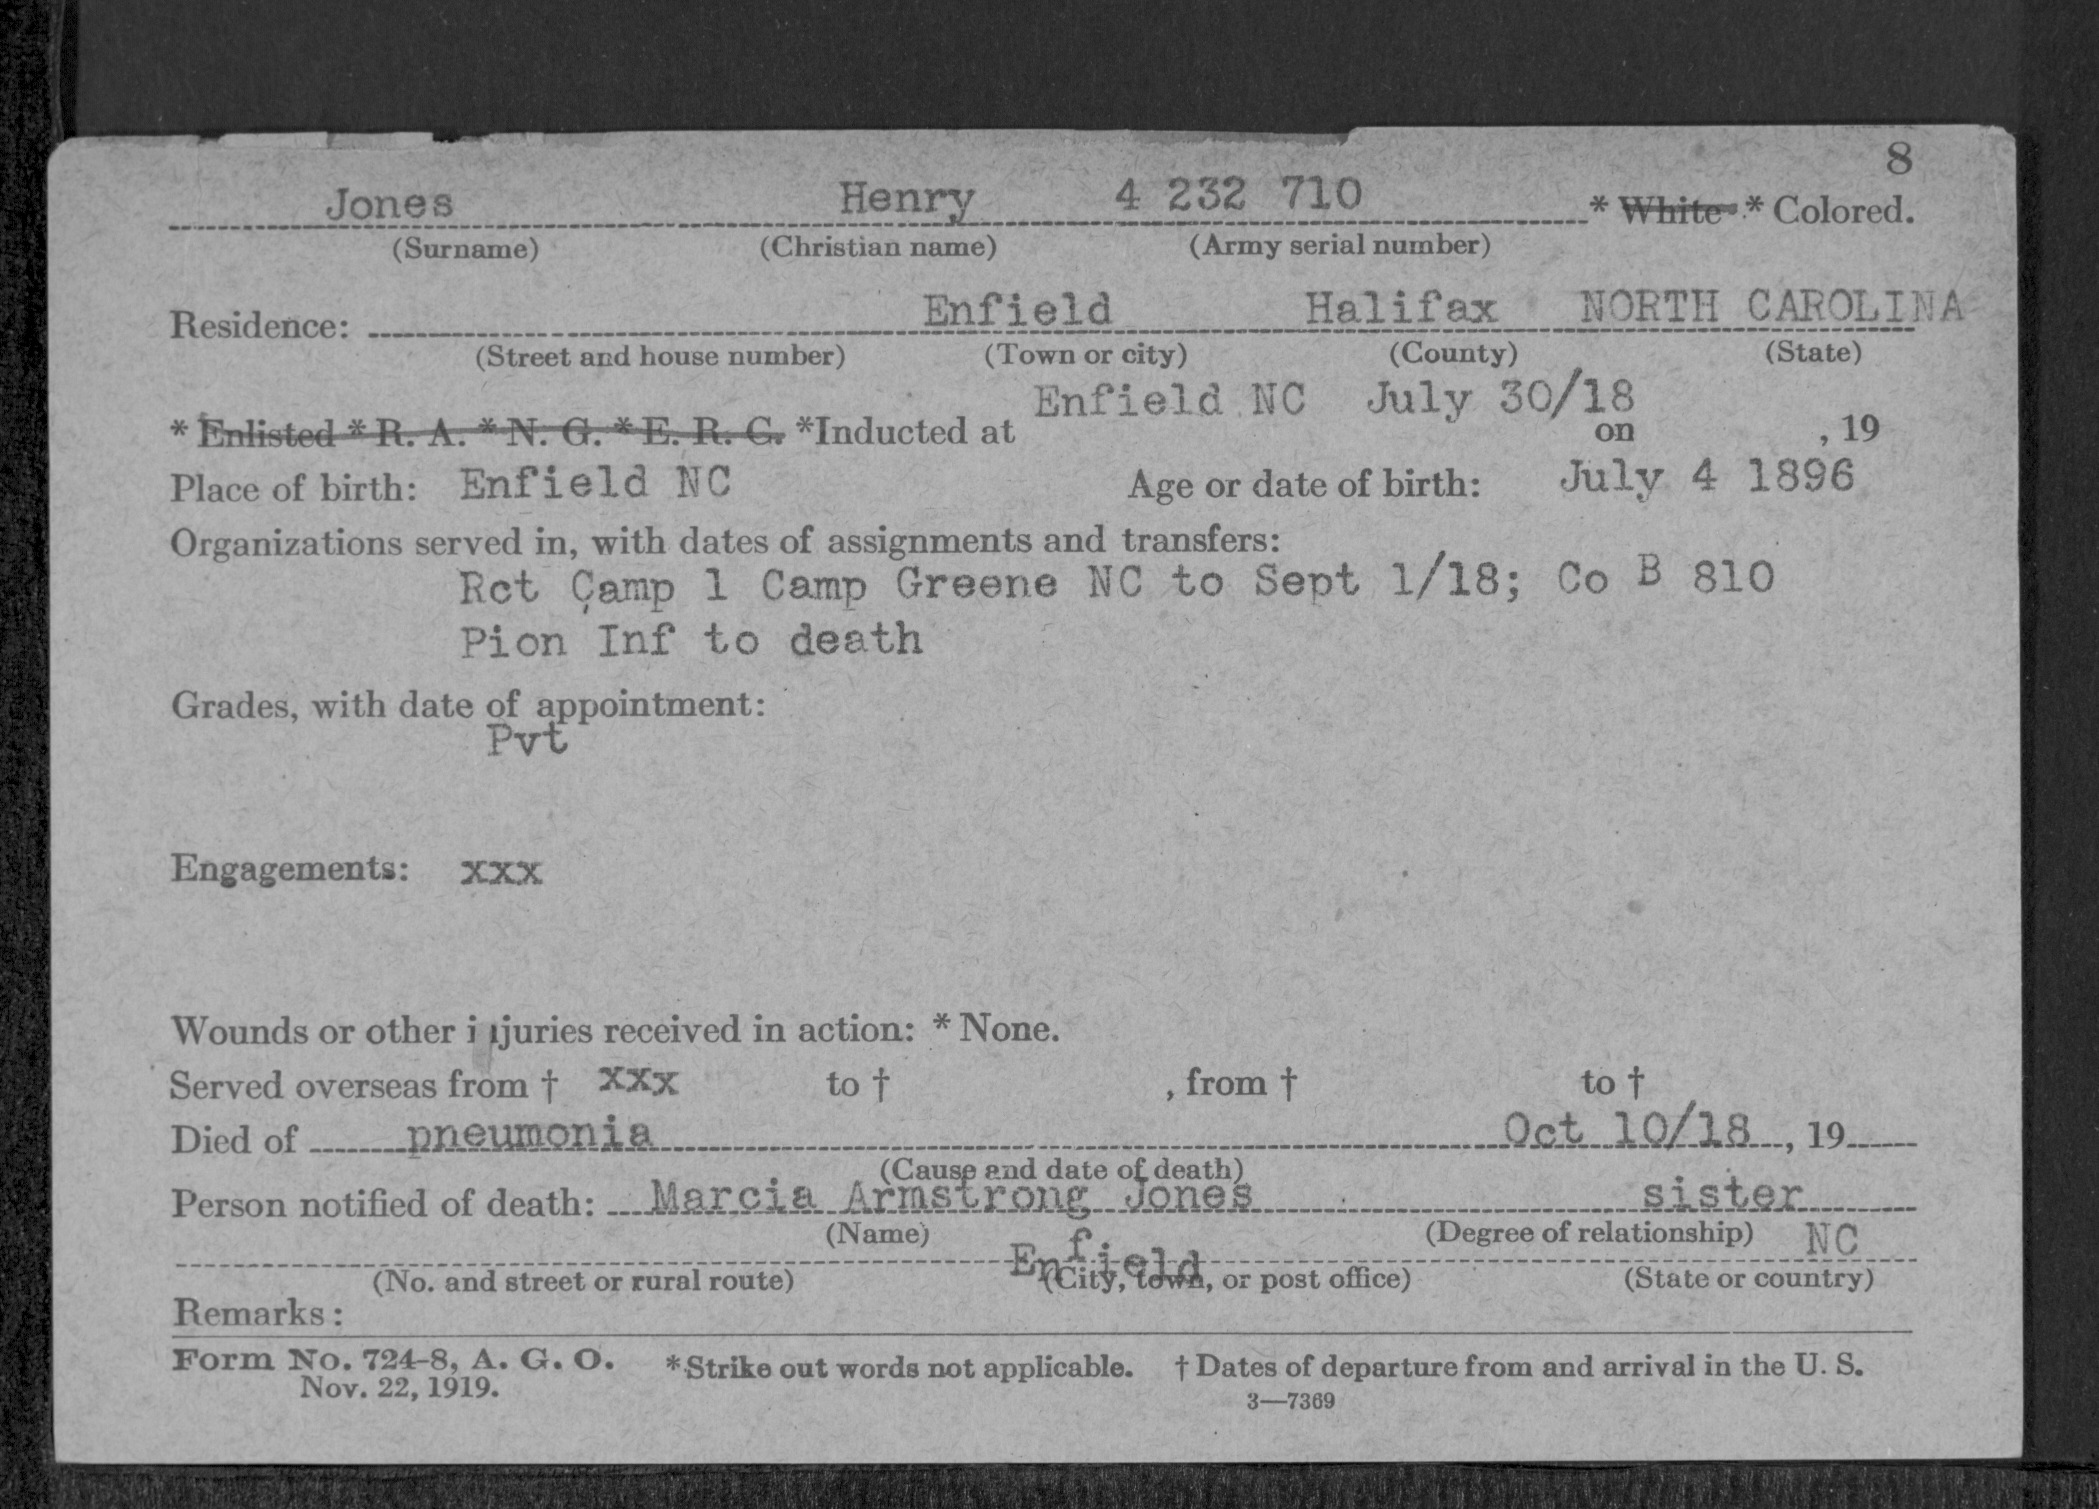 8
Jones Henry 4 232 710 * White * Colored.
(Surname) (Christian name) (Army serial number)
Residence: Enfield Halifax NORTH CAROLINA
(Street and house number) (Town or city) (County) (State)
Enfield NC July 30/18
* Enlisted * R. A. * N. G. * E. R. C. *Inducted at on , 19
Place of birth: Enfield NC Age or date of birth: July 4 1896
Organizations served in, with dates of assignments and transfers:
Rct Camp 1 Camp Greene NC to Sept 1/18; Co B 810
Pion Inf to death
Grades, with date of appointment:
Pvt
Engagements: xxx
Wounds or other injuries received in action: * None.
Served overseas from † xxx to † , from † to †
Died of pneumonia Oct 10/18 , 19
(Cause and date of death)
Person notified of death: Marcia Armstrong Jones sister
(Name) (Degree of relationship) NC
Enfield
(No. and street or rural route) (City, town, or post office) (State or country)
Remarks:
Form No. 724-8, A. G. O. *Strike out words not applicable. † Dates of departure from and arrival in the U. S.
Nov. 22, 1919. 3—7369